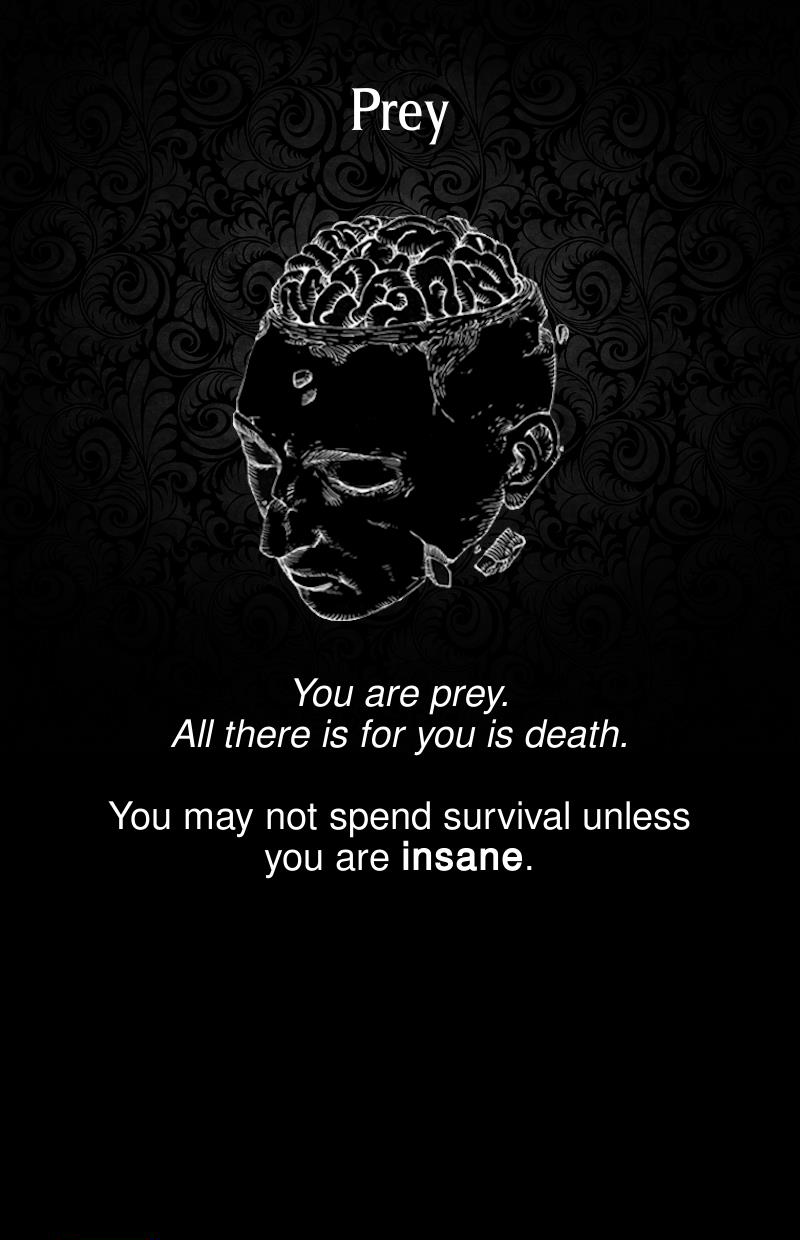 Prey
You are prey.
All there is for you is death.
You may not spend survival unless
you are insane.